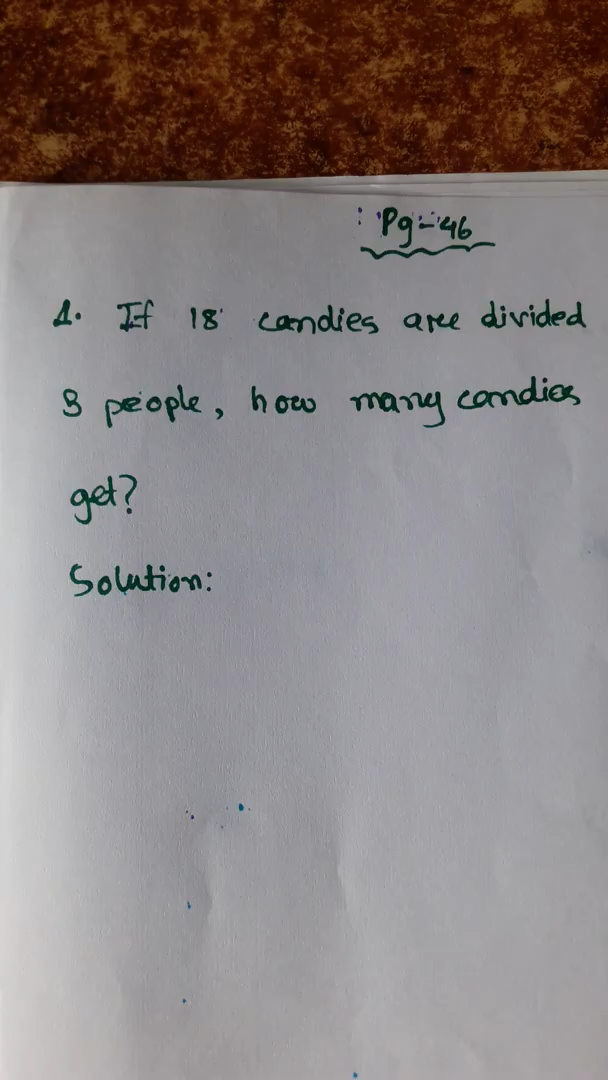 Pg-46
1. If 18 candies are divided
3 people, how many candies
get?
Solution: